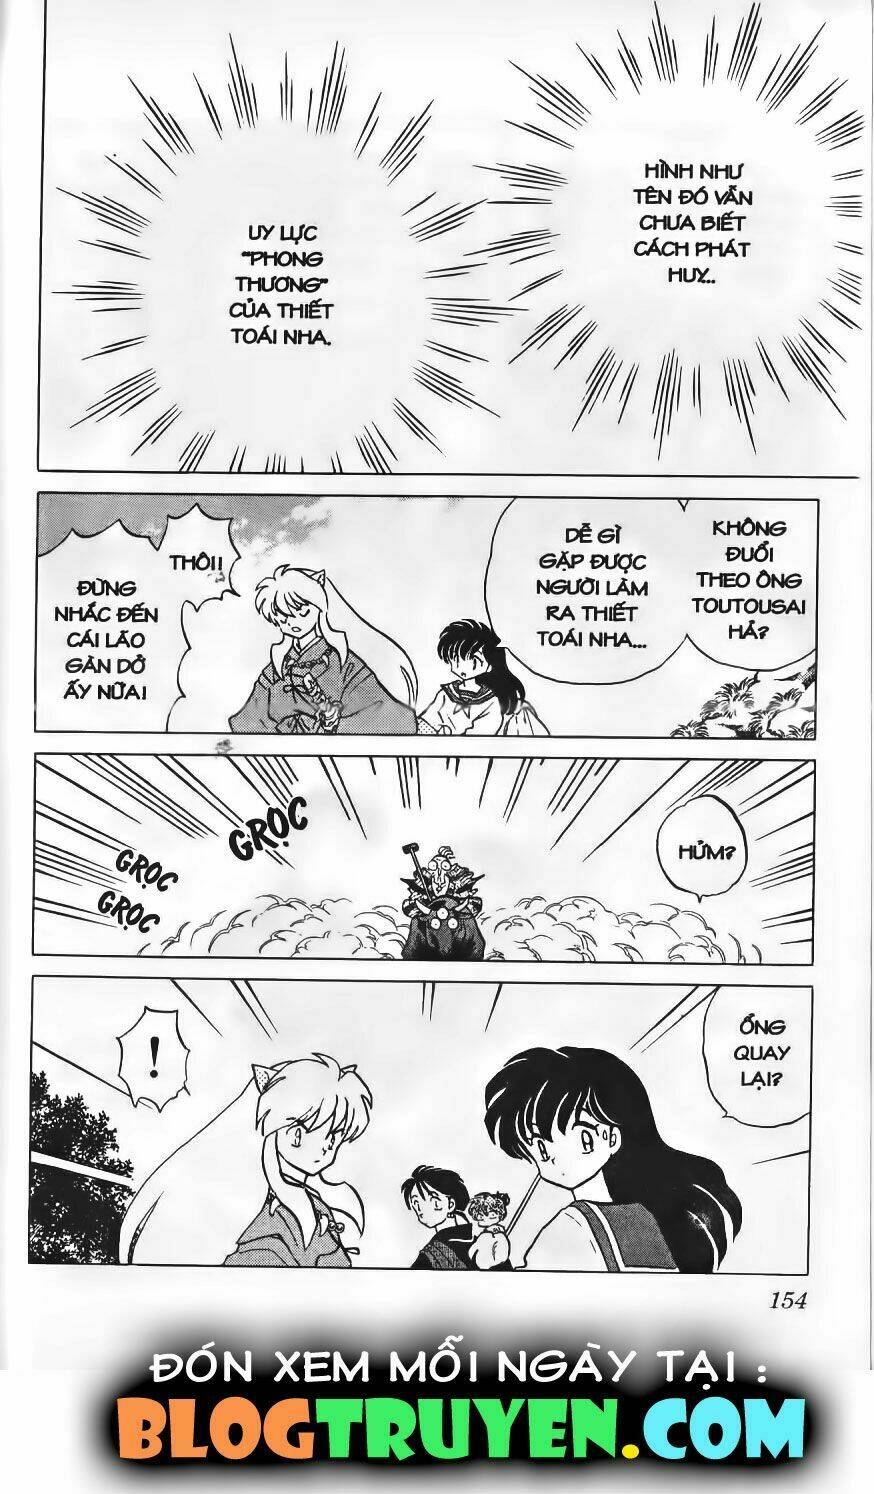 HÌNH NHƯ
TÊN ĐÓ VẪN
CHƯA BIẾT
CÁCH PHÁT
HUY...
UY LỰC
"PHONG
THƯƠNG"
CỦA THIẾT
TOÁI NHA.
KHÔNG
ĐUỔI
THEO ÔNG
TOUTOUSAI
HẢ?
DỄ GÌ
GẶP ĐƯỢC
NGƯỜI LÀM
RA THIẾT
TOÁI NHA...
THÔI!
ĐỪNG
NHẮC ĐẾN
CÁI LÃO
GÀN DỞ
ẤY NỮA!
HỬM?
GRỌC
GRỌC
GRỌC
ỔNG
QUAY
LẠI?
!
154
ĐÓN XEM MỖI NGÀY TẠI :
BLOGTRUYEN.COM